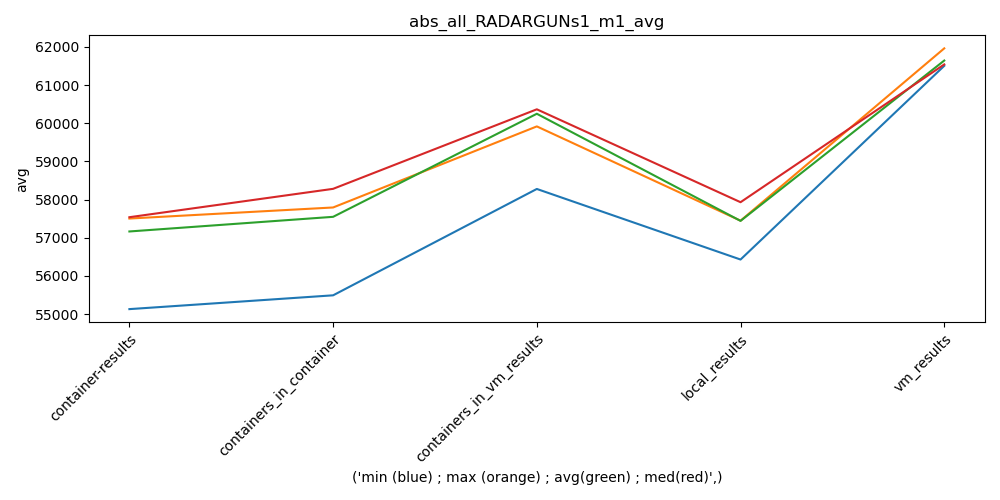 abs_all_RADARGUNs1_m1_avg
62000
61000
60000
59000
58000
57000
56000
55000
avg
container-results
containers_in_container
containers_in_vm_results
local_results
vm_results
('min (blue) ; max (orange) ; avg(green) ; med(red)',)